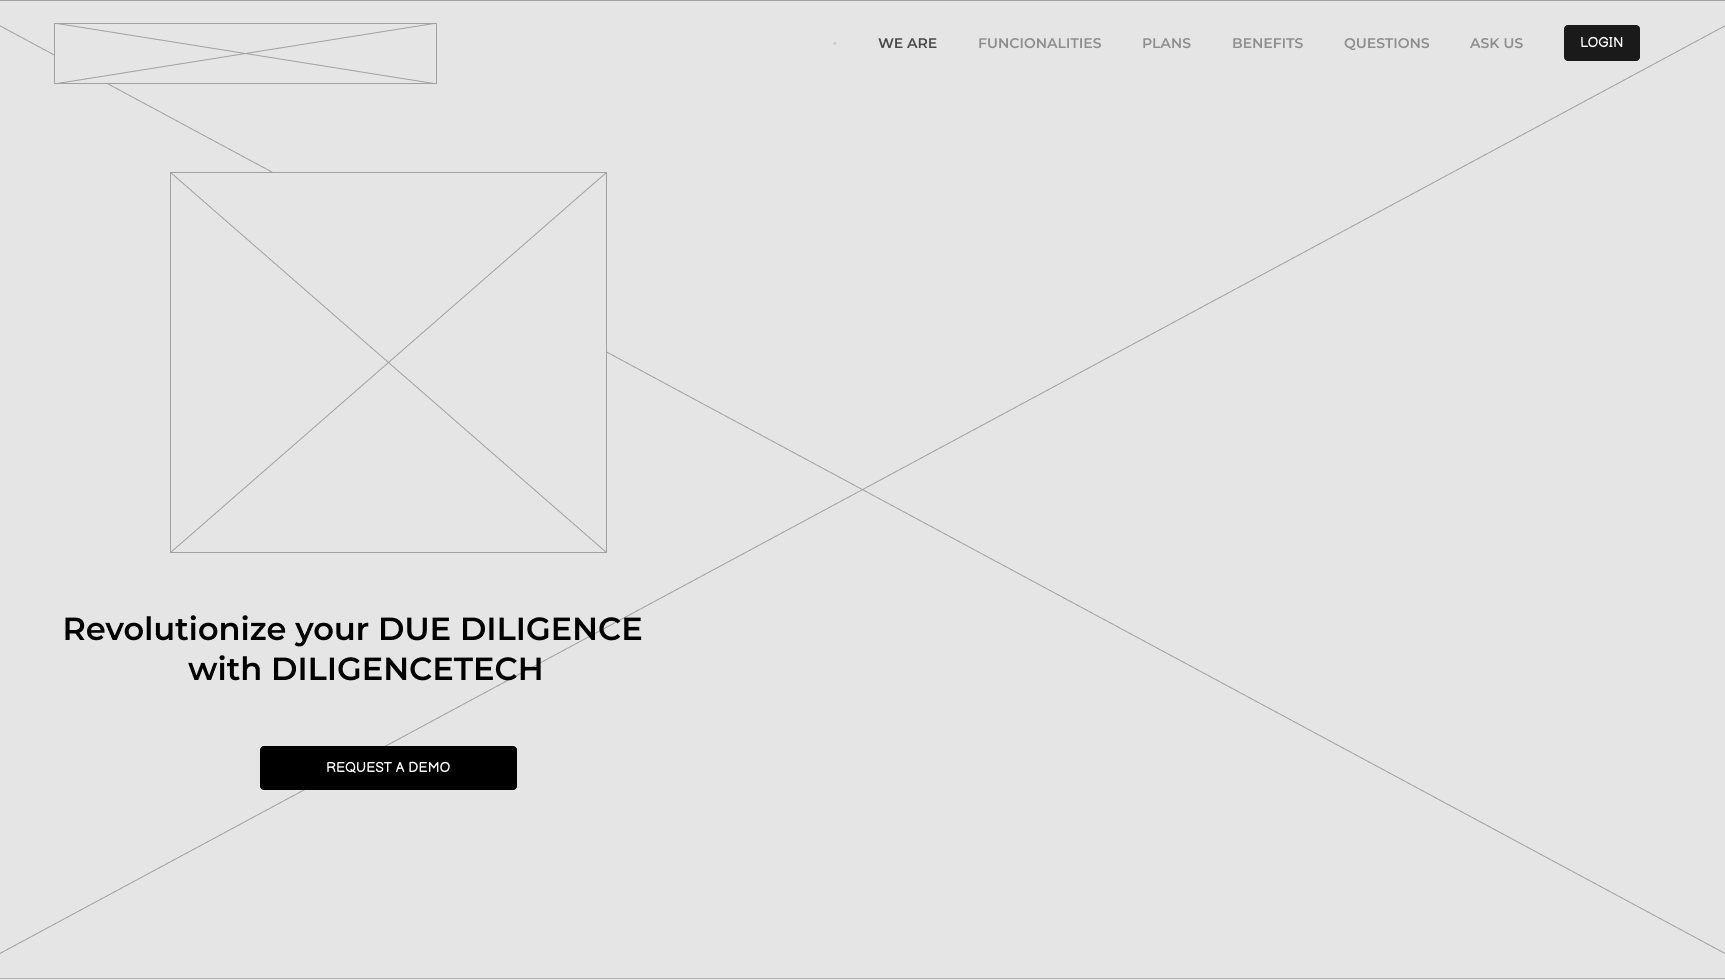 WE ARE FUNCIONALITIES PLANS BENEFITS QUESTIONS ASK US LOGIN
Revolutionize your DUE DILIGENCE
with DILIGENCETECH
REQUEST A DEMO